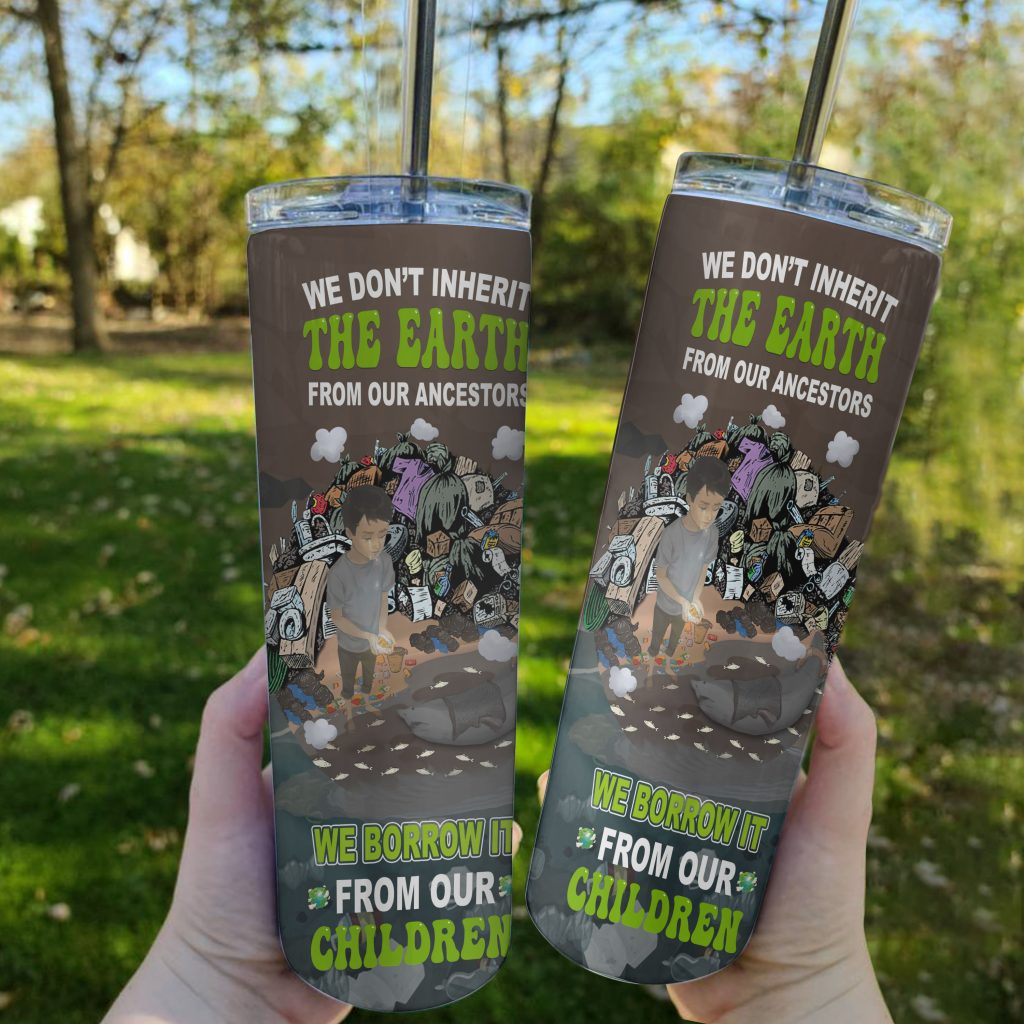 WE DON'T INHERIT
THE EARTH
FROM OUR ANCESTORS
WE BORROW IT
FROM OUR
CHILDREN
WE DON'T INHERIT
THE EARTH
FROM OUR ANCESTORS
WE BORROW IT
FROM OUR
CHILDREN